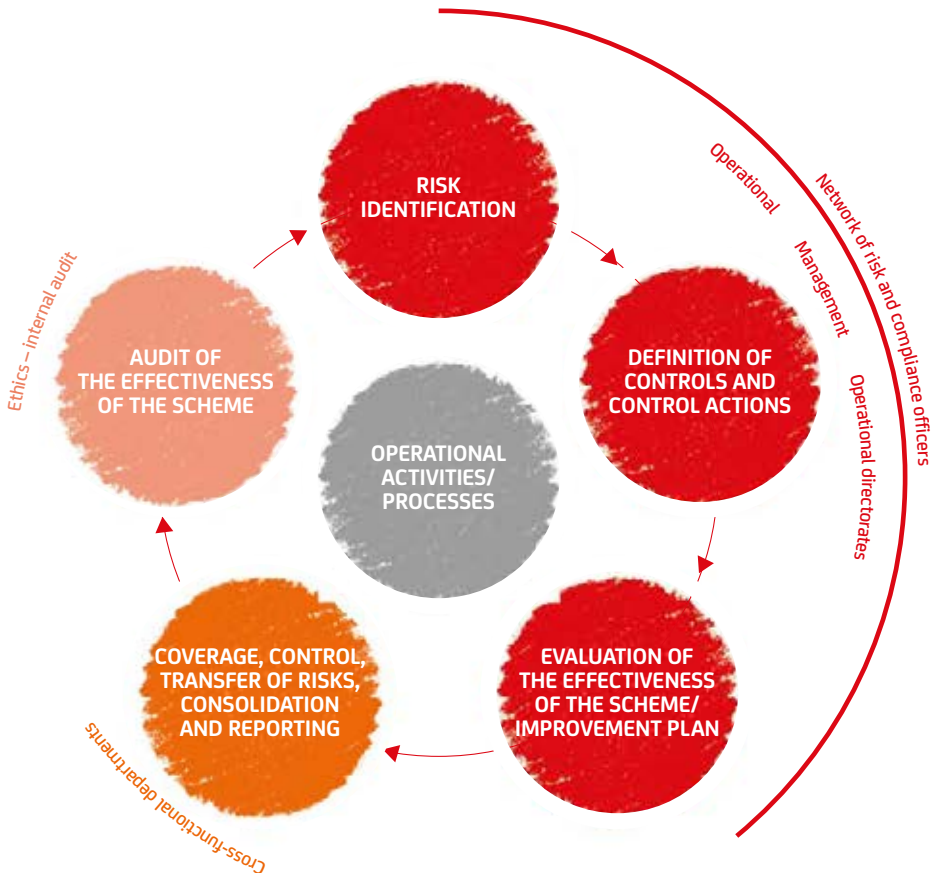 RISK
IDENTIFICATION
Operational
Management
Operational directorates
Network of risk and compliance officers
DEFINITION OF
CONTROLS AND
CONTROL ACTIONS
EVALUATION OF
THE EFFECTIVENESS
OF THE SCHEME/
IMPROVEMENT PLAN
COVERAGE, CONTROL,
TRANSFER OF RISKS,
CONSOLIDATION
AND REPORTING
Cross-functional departments
AUDIT OF
THE EFFECTIVENESS
OF THE SCHEME
Ethics – internal audit
OPERATIONAL
ACTIVITIES/
PROCESSES